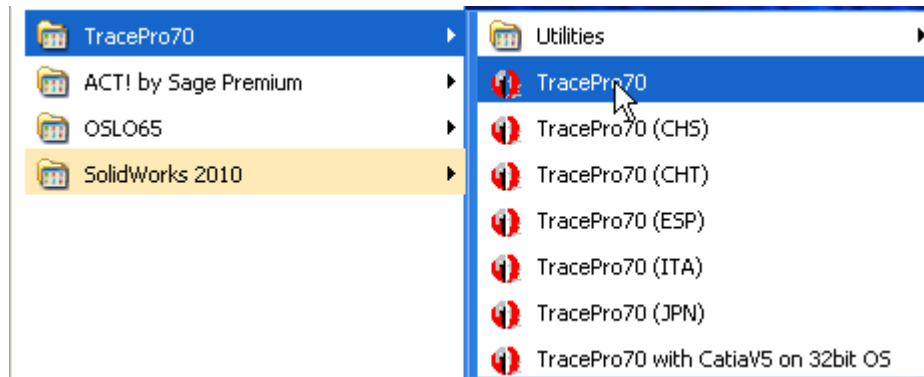 TracePro70
ACT! by Sage Premium
OSLO65
SolidWorks 2010
Utilities
TracePro70
TracePro70 (CHS)
TracePro70 (CHT)
TracePro70 (ESP)
TracePro70 (ITA)
TracePro70 (JPN)
TracePro70 with CatiaV5 on 32bit OS